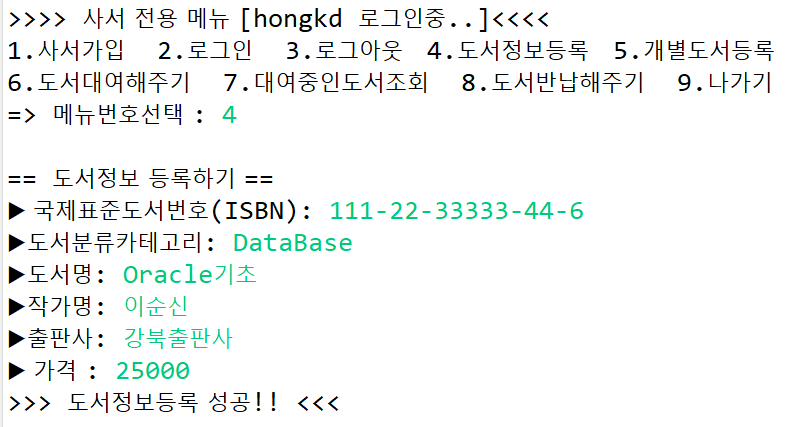 >>>> 사서 전용 메뉴 [hongkd 로그인중..]<<<<
1.사서가입  2.로그인  3.로그아웃  4.도서정보등록  5.개별도서등록
6.도서대여해주기  7.대여중인도서조회  8.도서반납해주기  9.나가기
=> 메뉴번호선택 : 4
== 도서정보 등록하기 ==
▶ 국제표준도서번호(ISBN): 111-22-33333-44-6
▶도서분류카테고리: DataBase
▶도서명: Oracle기초
▶작가명: 이순신
▶출판사: 강북출판사
▶ 가격 : 25000
>>> 도서정보등록 성공!! <<<